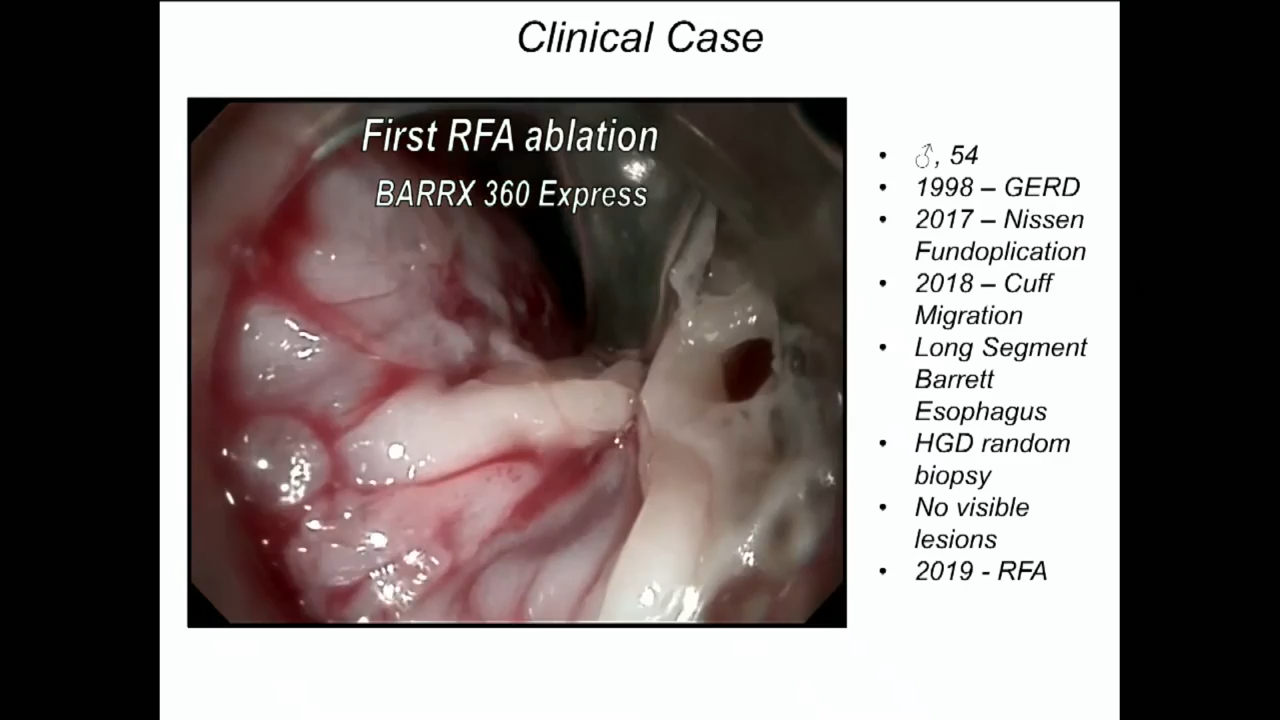 Clinical Case
First RFA ablation
BARRX 360 Express
• ♂, 54
• 1998 – GERD
• 2017 – Nissen
Fundoplication
• 2018 – Cuff
Migration
• Long Segment
Barrett
Esophagus
• HGD random
biopsy
• No visible
lesions
• 2019 - RFA